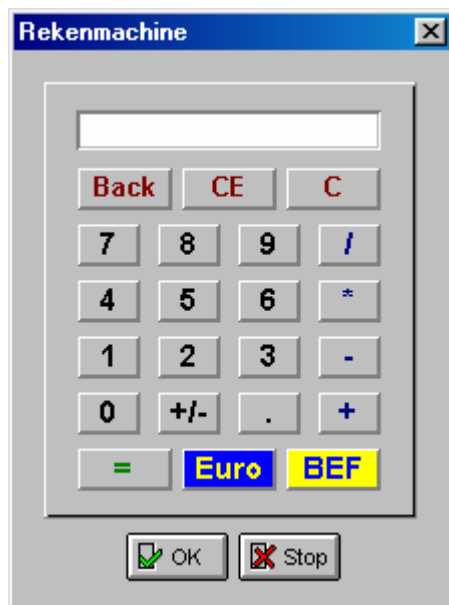 Rekenmachine
Back CE C
7 8 9 /
4 5 6 *
1 2 3 -
0 +/- . +
= Euro BEF
OK Stop